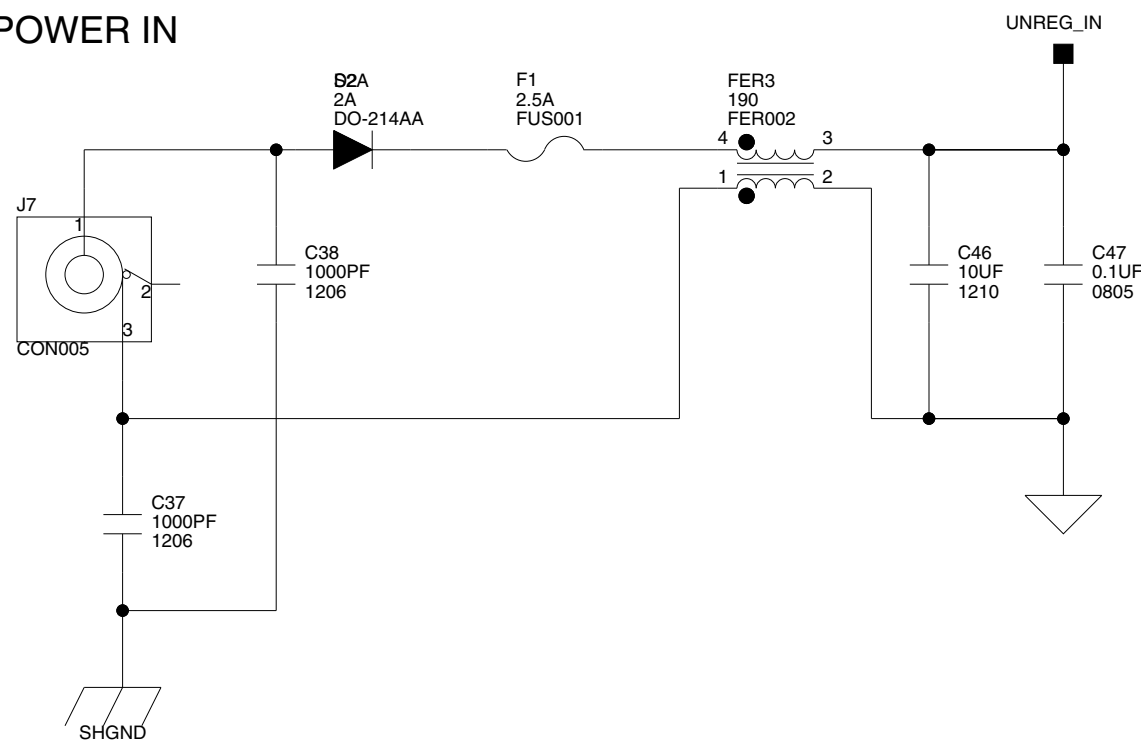 POWER IN
UNREG_IN
2A
DO-214AA
F1
2.5A
FUS001
FER3
190
FER002
4
3
1
2
J7
1
2
3
CON005
C38
1000PF
1206
C46
10UF
1210
C47
0.1UF
0805
C37
1000PF
1206
SHGND